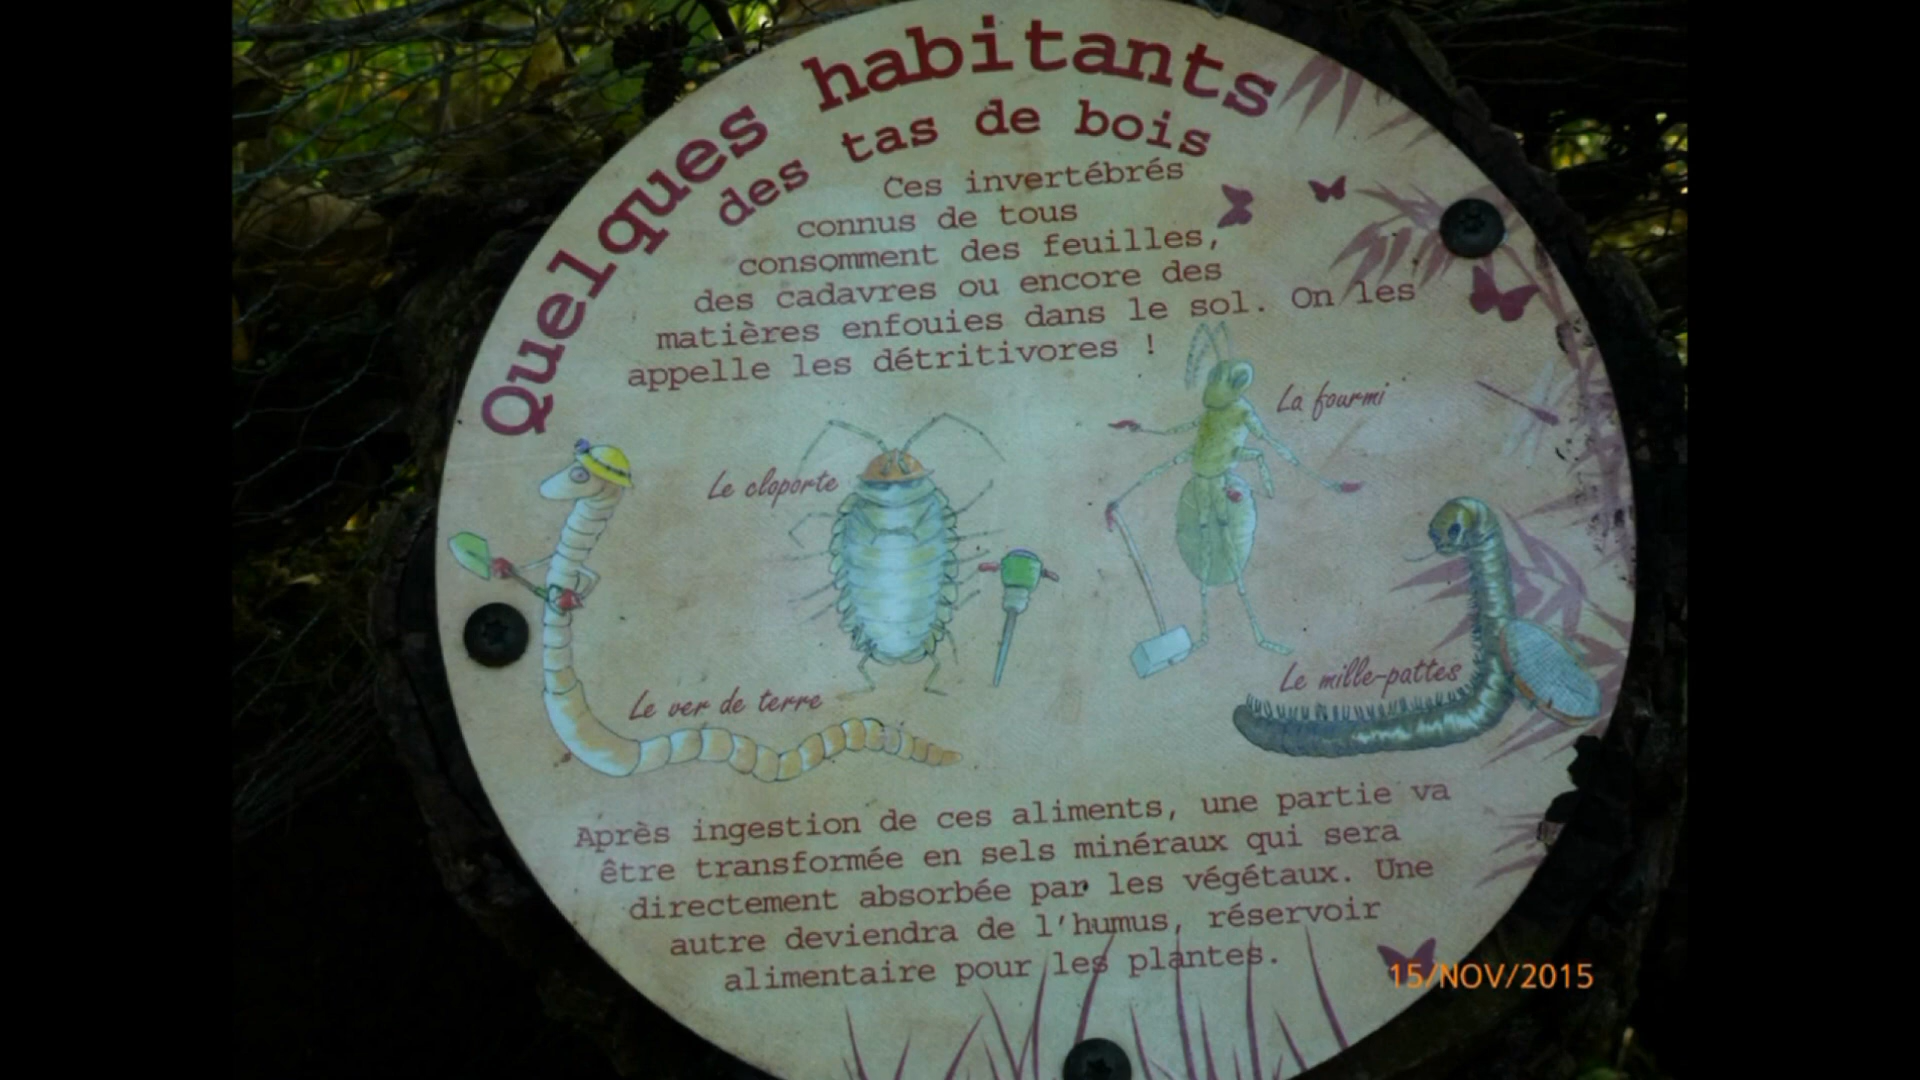 Quelques habitants
des tas de bois
Ces invertébrés
connus de tous
consomment des feuilles,
des cadavres ou encore des
matières enfouies dans le sol. On les
appelle les détritivores !
La fourmi
Le cloporte
Le mille-pattes
Le ver de terre
Après ingestion de ces aliments, une partie va
être transformée en sels minéraux qui sera
directement absorbée par les végétaux. Une
autre deviendra de l'humus, réservoir
alimentaire pour les plantes.
15/NOV/2015